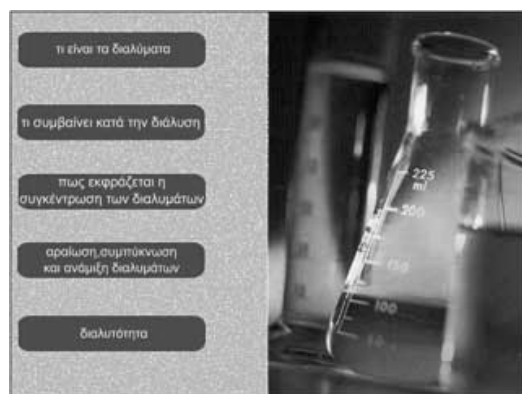 τι είναι τα διαλύματα
τι συμβαίνει κατά την διάλυση
πως εκφράζεται η
συγκέντρωση των διαλυμάτων
αραίωση,συμπύκνωση
και ανάμιξη διαλυμάτων
διαλυτότητα
225
ml
200
150
100